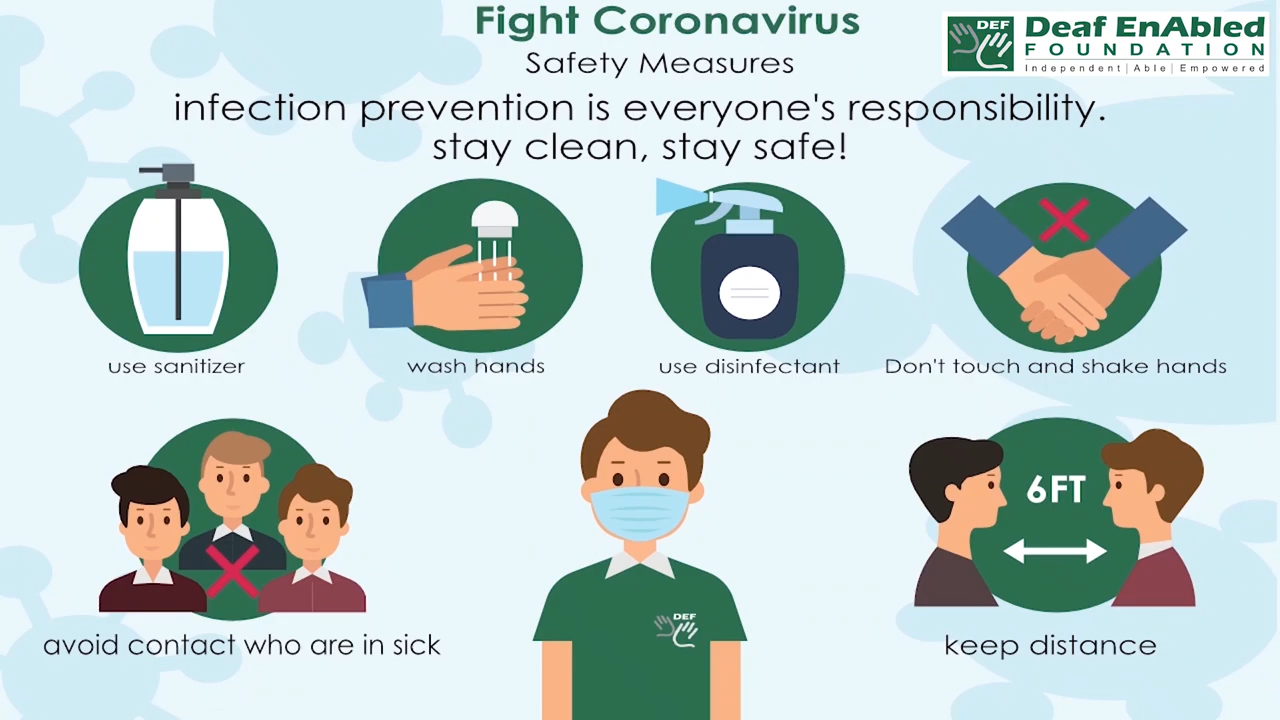 Fight Coronavirus
Safety Measures
DEF
Deaf EnAbled
FOUNDATION
Independent | Able | Empowered
infection prevention is everyone's responsibility.
stay clean, stay safe!
use sanitizer
wash hands
use disinfectant
Don't touch and shake hands
6FT
DEF
avoid contact who are in sick
keep distance